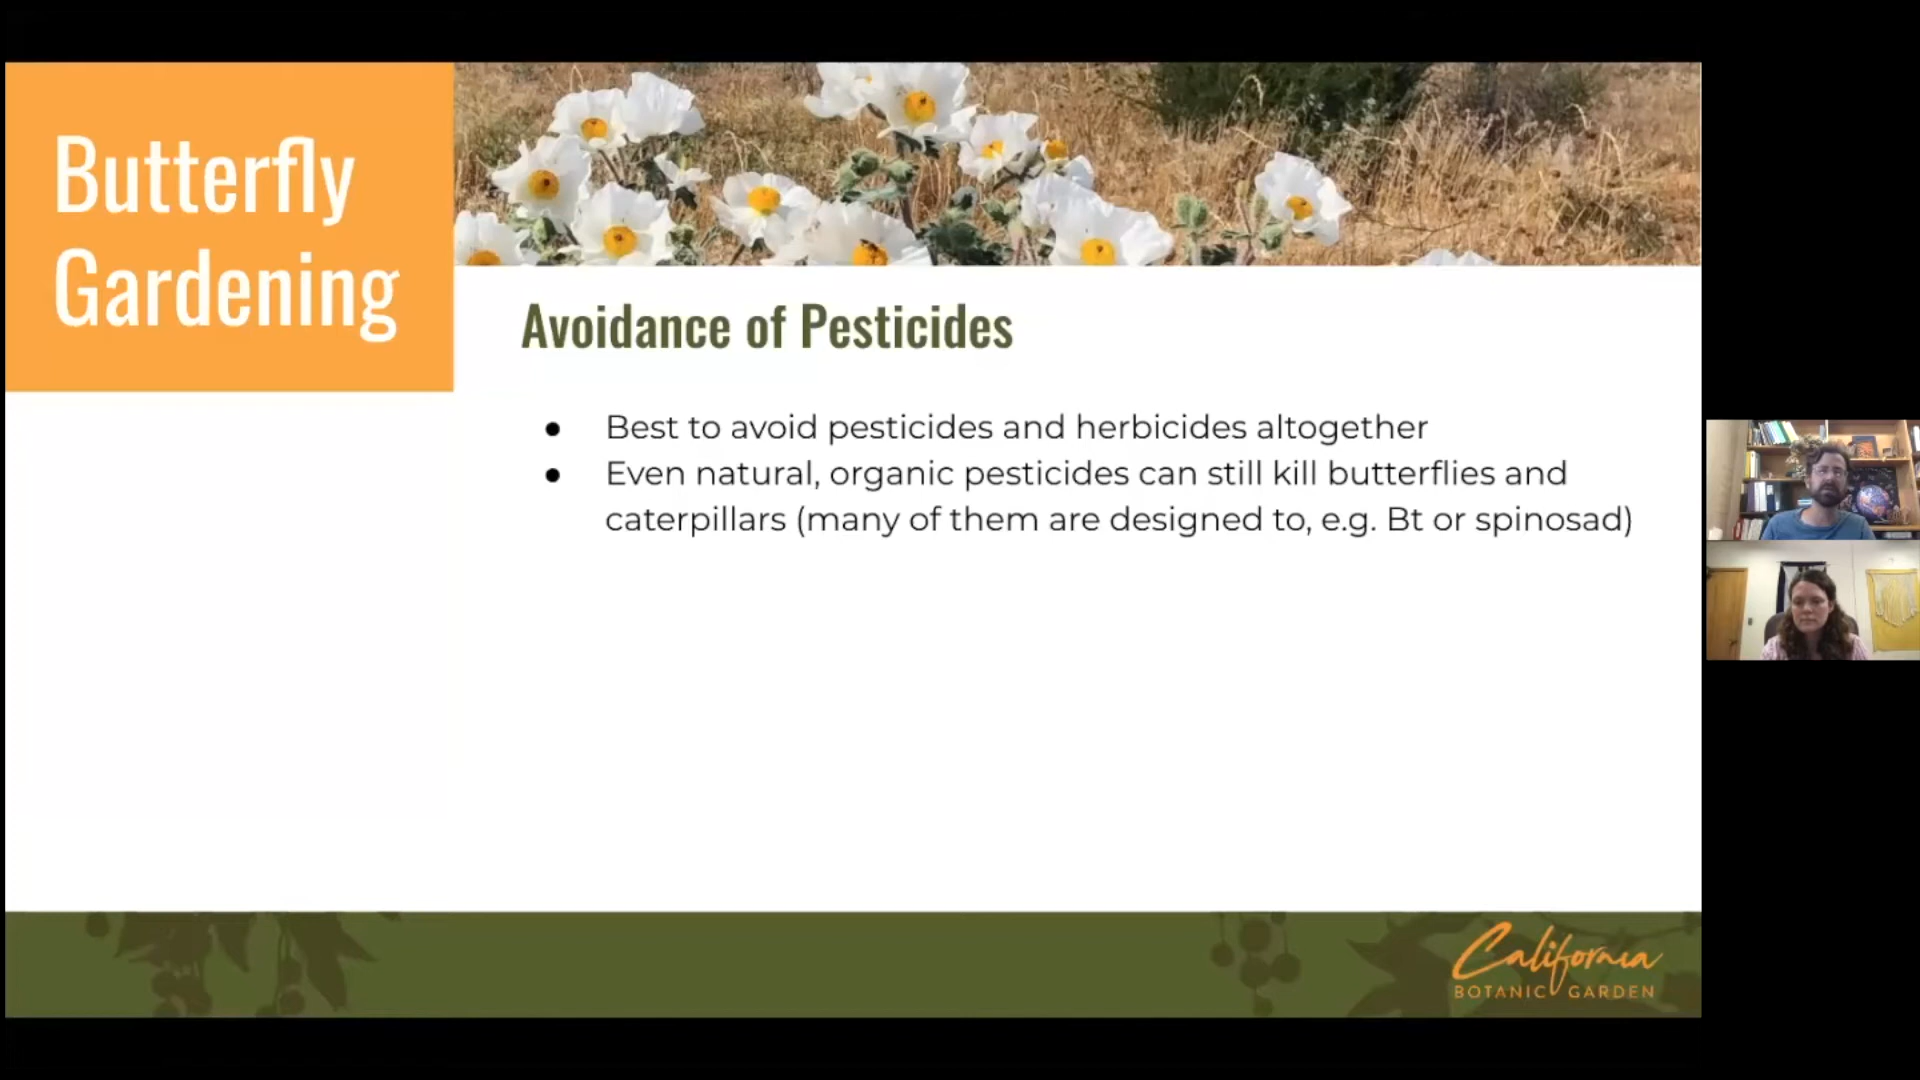 Butterfly
Gardening
Avoidance of Pesticides
● Best to avoid pesticides and herbicides altogether
● Even natural, organic pesticides can still kill butterflies and
caterpillars (many of them are designed to, e.g. Bt or spinosad)
California
BOTANIC GARDEN